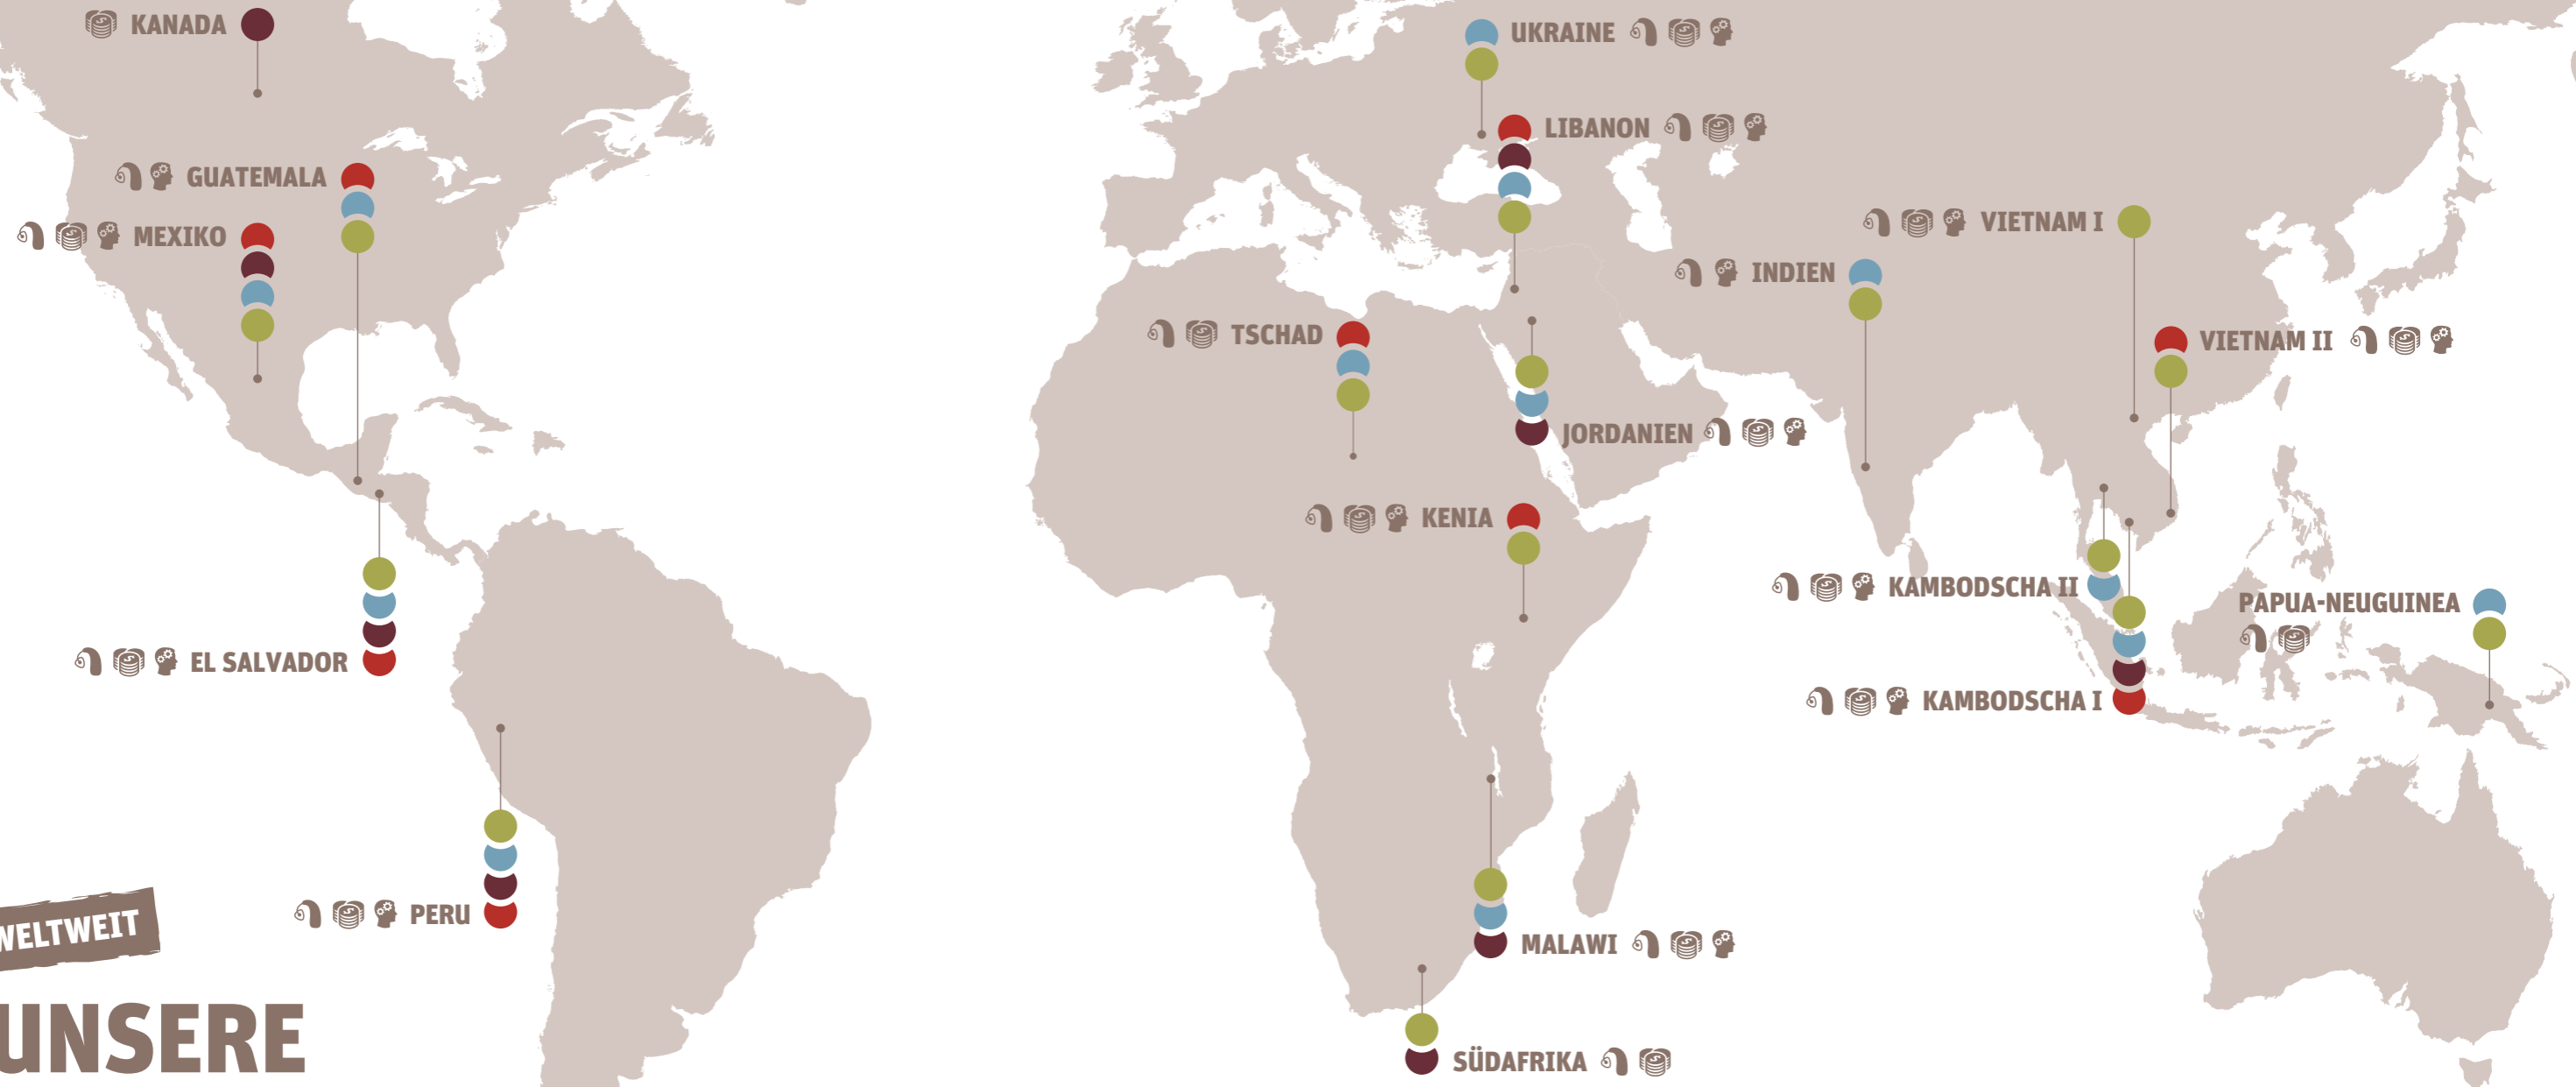 KANADA
GUATEMALA
MEXIKO
EL SALVADOR
PERU
WELTWEIT
UNSERE
UKRAINE
LIBANON
TSCHAD
JORDANIEN
KENIA
MALAWI
SÜDAFRIKA
VIETNAM I
INDIEN
VIETNAM II
KAMBODSCHA II
PAPUA-NEUGUINEA
KAMBODSCHA I